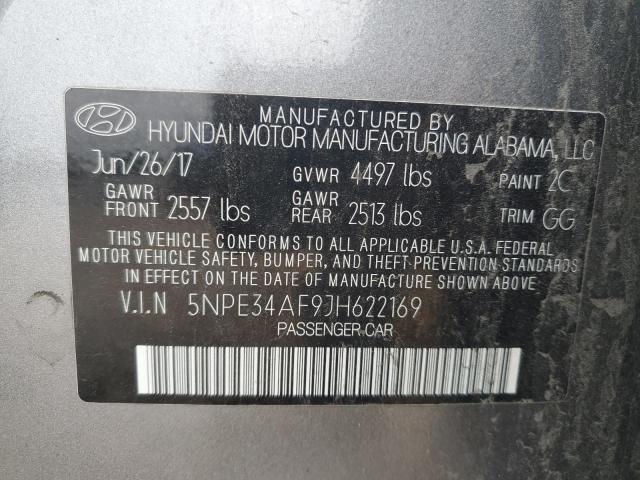 MANUFACTURED BY
HYUNDAI MOTOR MANUFACTURING ALABAMA, LLC
Jun/26/17 GVWR 4497 lbs PAINT 2C
GAWR FRONT 2557 lbs GAWR REAR 2513 lbs TRIM GG
THIS VEHICLE CONFORMS TO ALL APPLICABLE U.S.A. FEDERAL
MOTOR VEHICLE SAFETY, BUMPER, AND THEFT PREVENTION STANDARDS
IN EFFECT ON THE DATE OF MANUFACTURE SHOWN ABOVE.
V.I.N 5NPE34AF9JH622169
PASSENGER CAR